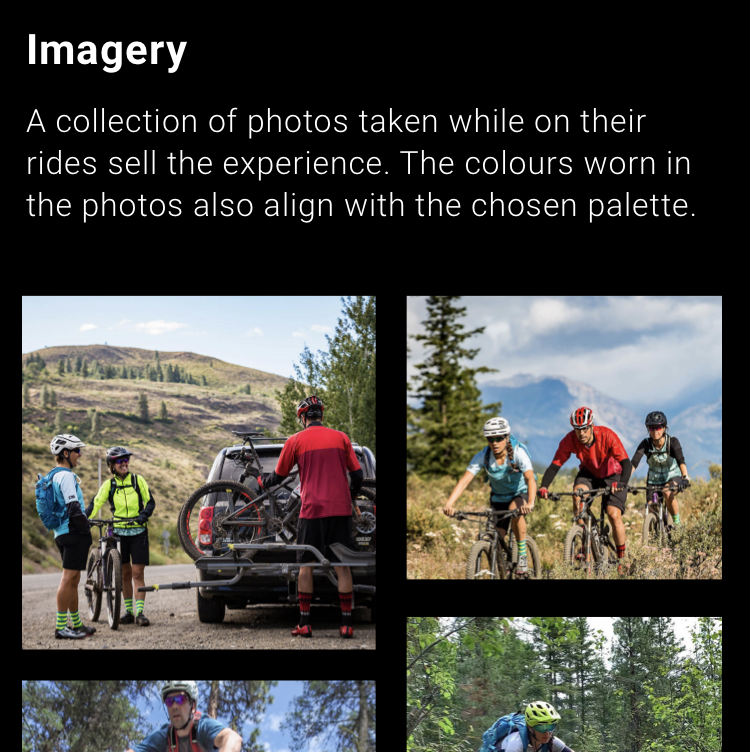 Imagery
A collection of photos taken while on their
rides sell the experience. The colours worn in
the photos also align with the chosen palette.